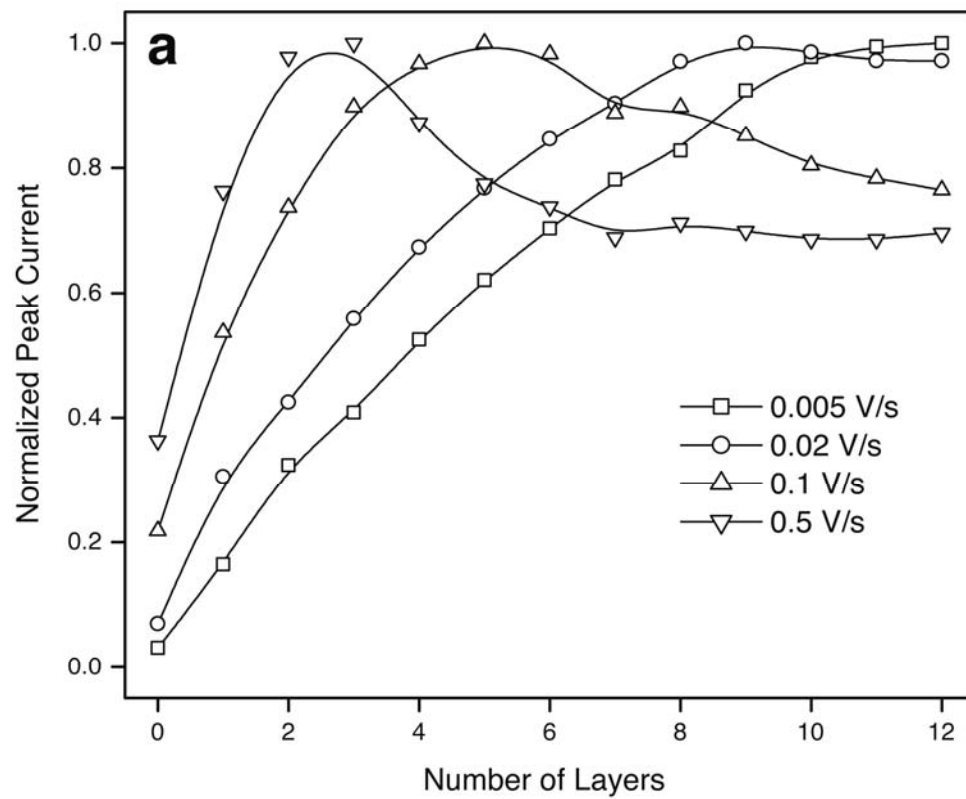 a
1.0
0.8
0.6
0.4
0.2
0.0
Normalized Peak Current
0.005 V/s
0.02 V/s
0.1 V/s
0.5 V/s
0 2 4 6 8 10 12
Number of Layers